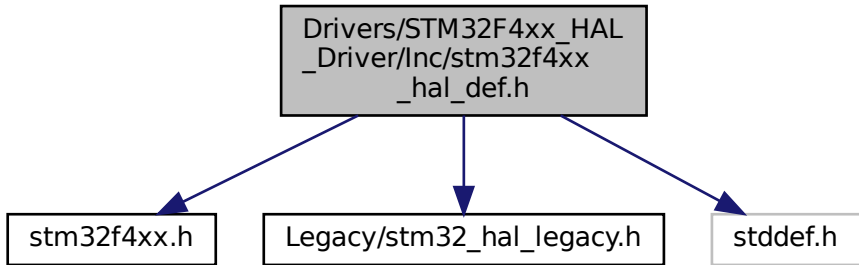 Drivers/STM32F4xx_HAL
_Driver/Inc/stm32f4xx
_hal_def.h
stm32f4xx.h
Legacy/stm32_hal_legacy.h
stddef.h